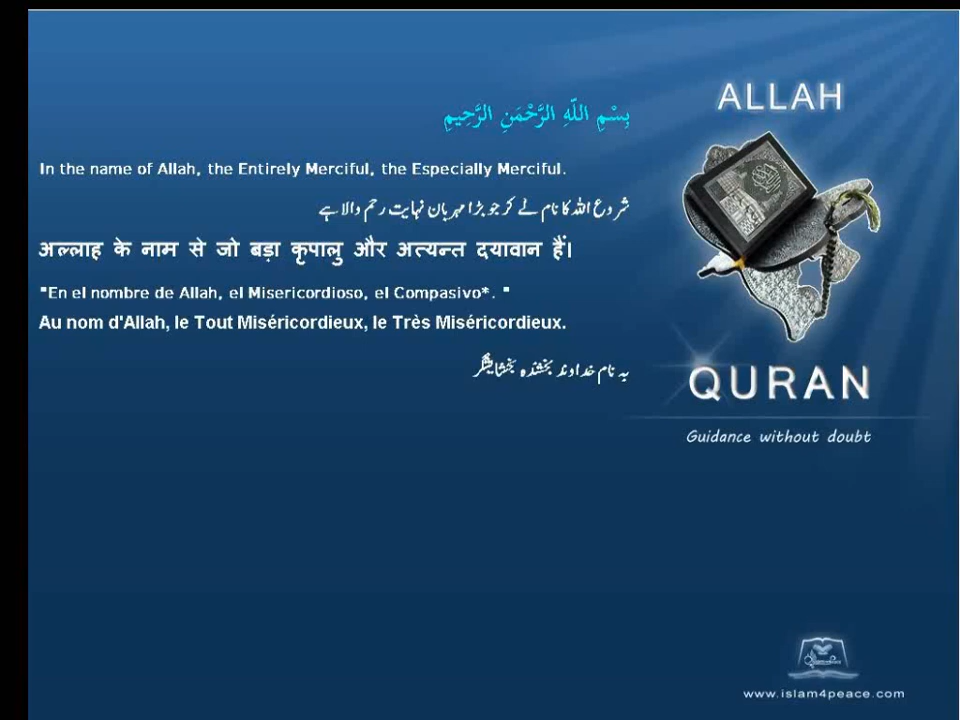 بِسْمِ اللَّهِ الرَّحْمَنِ الرَّحِيمِ
In the name of Allah, the Entirely Merciful, the Especially Merciful.
شروع اللہ کا نام لے کر جو بڑا مہربان نہایت رحم والا ہے
अल्लाह के नाम से जो बड़ा कृपालु और अत्यन्त दयावान हैं।
"En el nombre de Allah, el Misericordioso, el Compasivo*. "
Au nom d'Allah, le Tout Miséricordieux, le Très Miséricordieux.
به نام خداوند بخشنده بخشایشگر
ALLAH
QURAN
Guidance without doubt
www.islam4peace.com